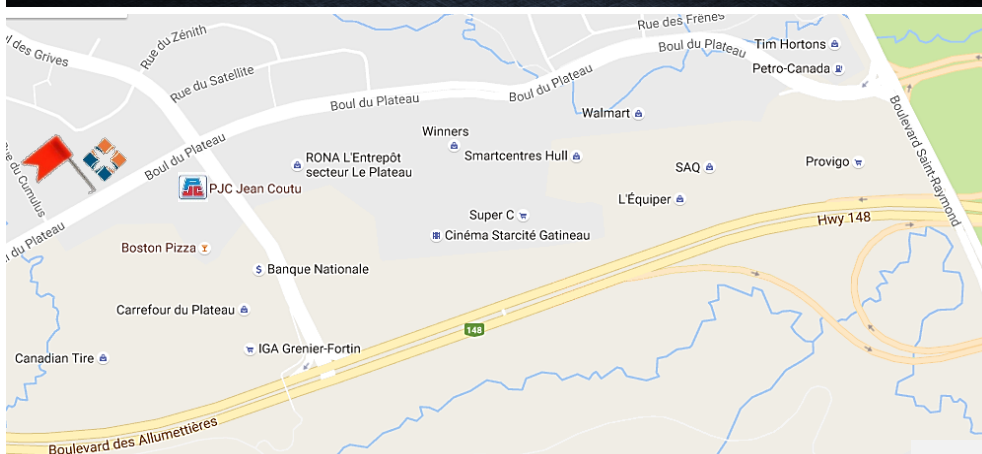 Rue des Frênes
Rue du Zénith
Tim Hortons
Boul du Plateau
l des Grives
Petro-Canada
Rue du Satellite
Boul du Plateau
Boul du Plateau
Boulevard Saint-Raymond
Walmart
Winners
Boul du Plateau
RONA L'Entrepôt
secteur Le Plateau
Smartcentres Hull
SAQ
Provigo
Rue du Cumulus
PJC
PJC Jean Coutu
L'Équiper
Super C
Hwy 148
Cinéma Starcité Gatineau
du Plateau
Boston Pizza
$ Banque Nationale
Carrefour du Plateau
148
Canadian Tire
IGA Grenier-Fortin
Boulevard des Allumettières